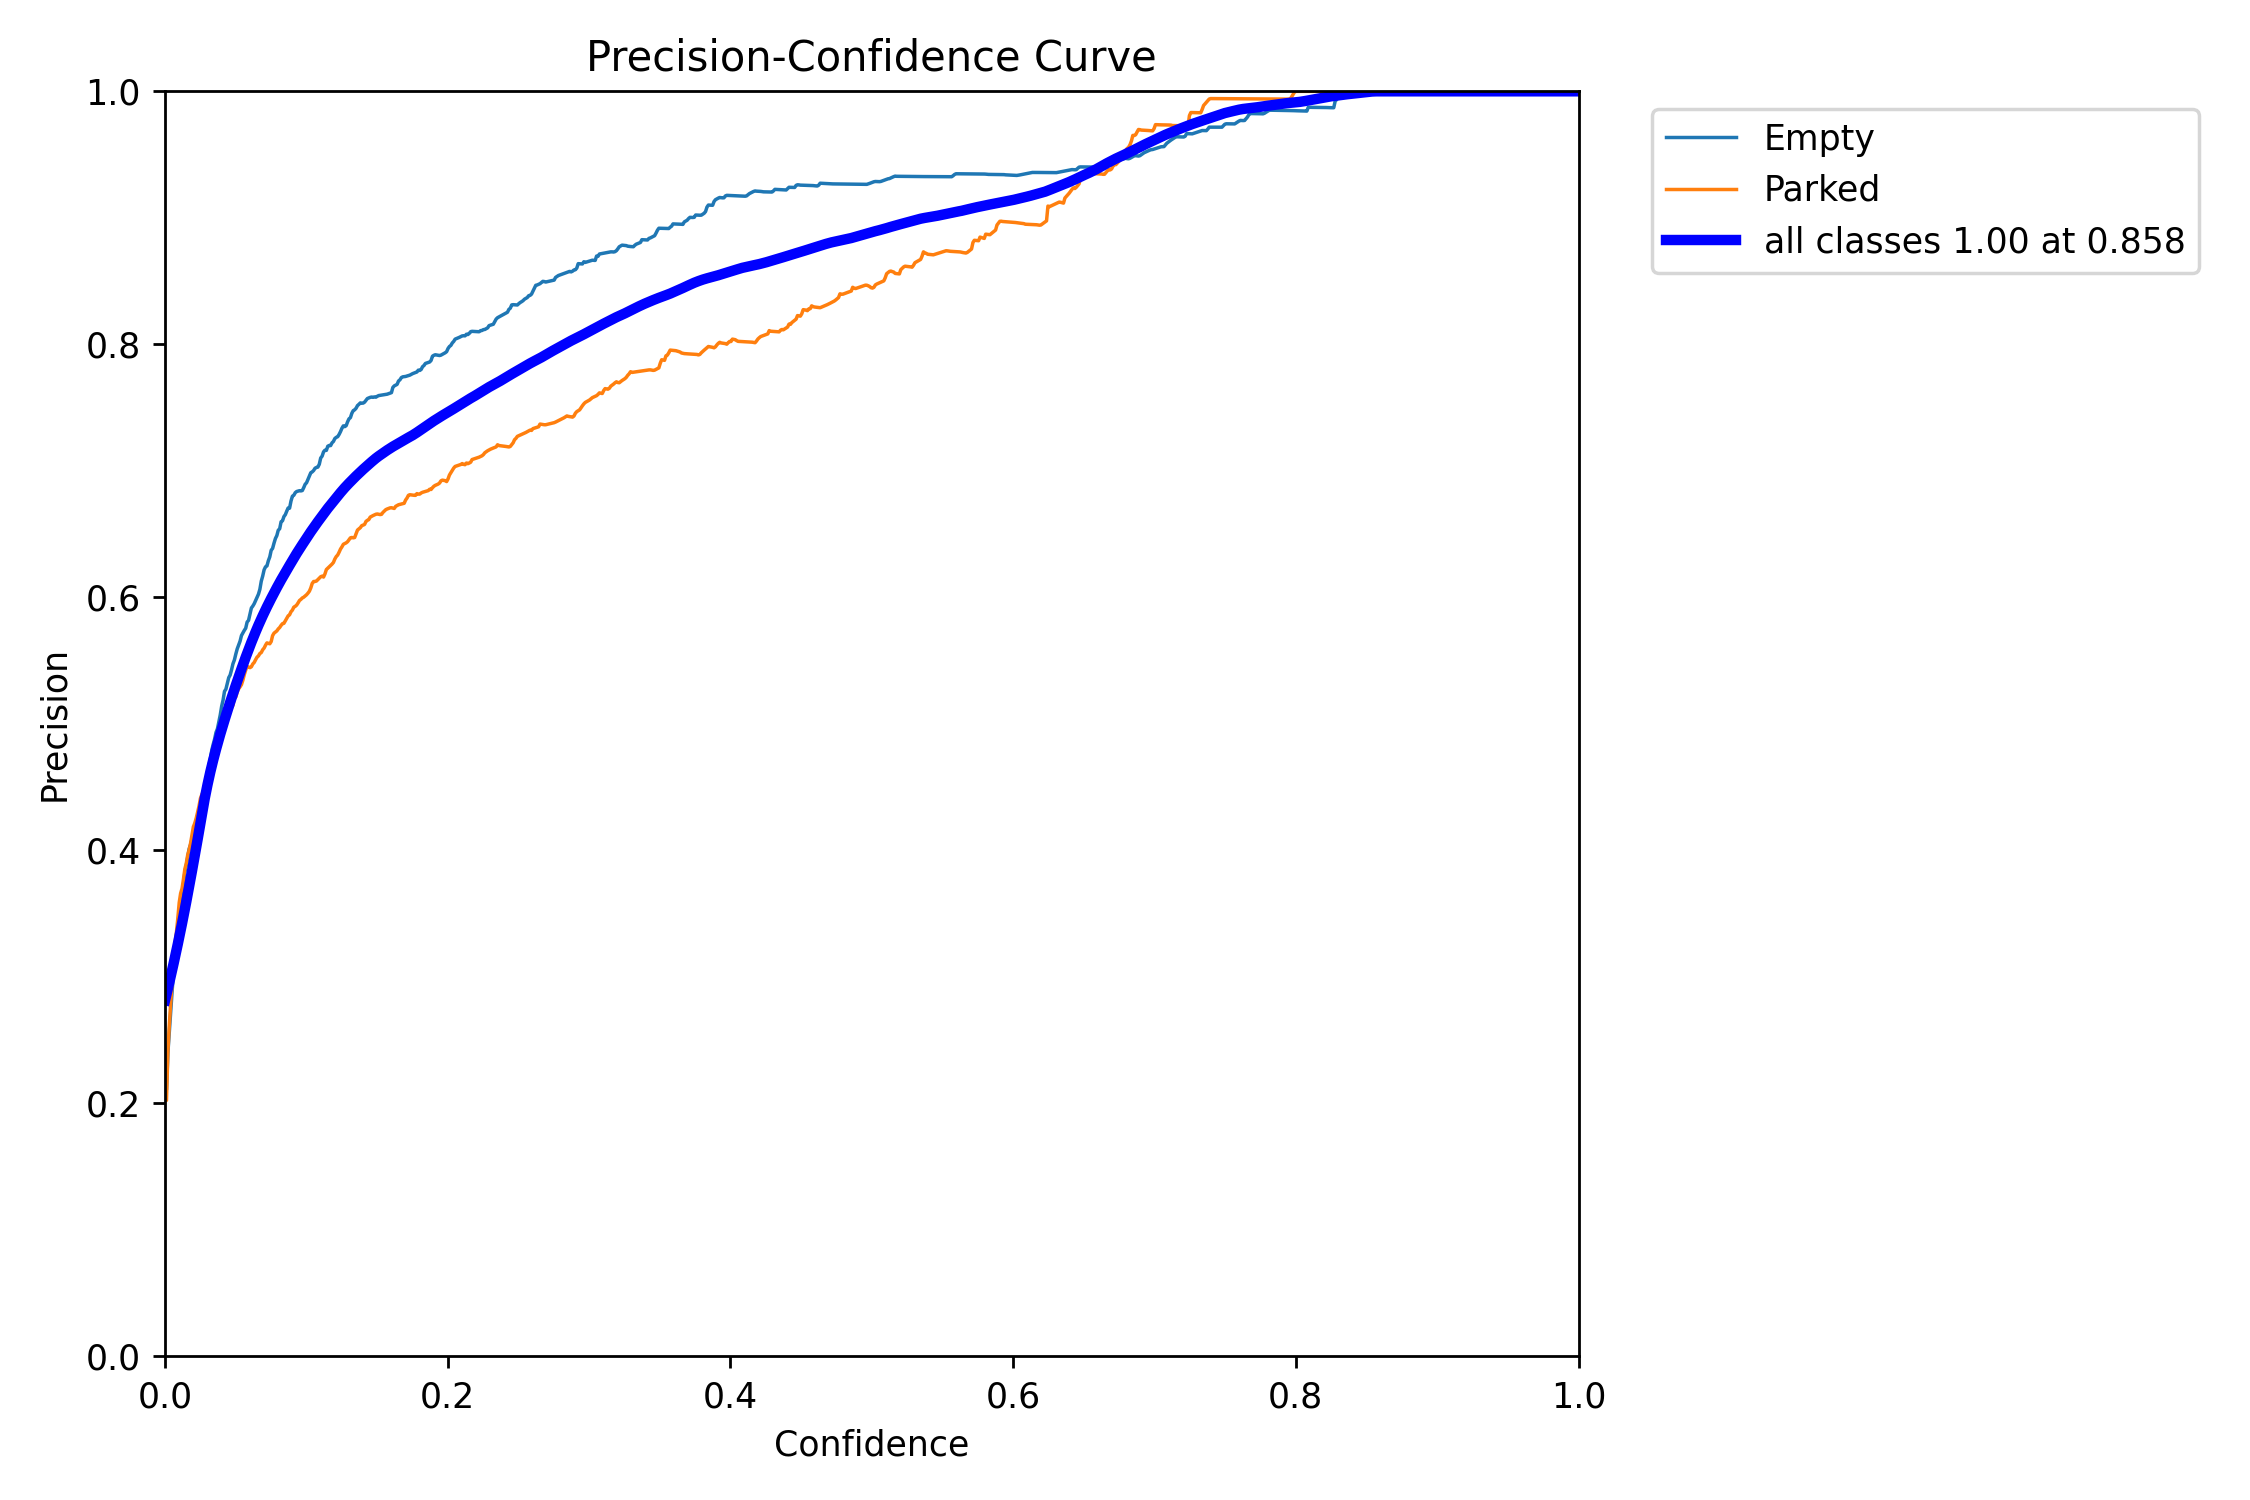 Precision-Confidence Curve
1.0
0.8
0.6
0.4
0.2
0.0
Precision
0.0 0.2 0.4 0.6 0.8 1.0
Confidence
Empty
Parked
all classes 1.00 at 0.858